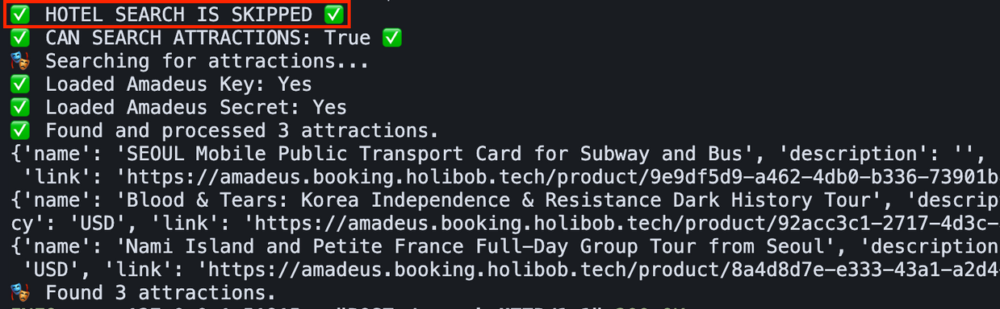 ✅ HOTEL SEARCH IS SKIPPED ✅
✅ CAN SEARCH ATTRACTIONS: True ✅
🎭 Searching for attractions...
✅ Loaded Amadeus Key: Yes
✅ Loaded Amadeus Secret: Yes
✅ Found and processed 3 attractions.
{'name': 'SEOUL Mobile Public Transport Card for Subway and Bus', 'description': '',
'link': 'https://amadeus.booking.holibob.tech/product/9e9df5d9-a462-4db0-b336-73901b
{'name': 'Blood & Tears: Korea Independence & Resistance Dark History Tour', 'descrip
cy': 'USD', 'link': 'https://amadeus.booking.holibob.tech/product/92acc3c1-2717-4d3c-
{'name': 'Nami Island and Petite France Full-Day Group Tour from Seoul', 'description
'USD', 'link': 'https://amadeus.booking.holibob.tech/product/8a4d8d7e-e333-43a1-a2d4-
🎭 Found 3 attractions.